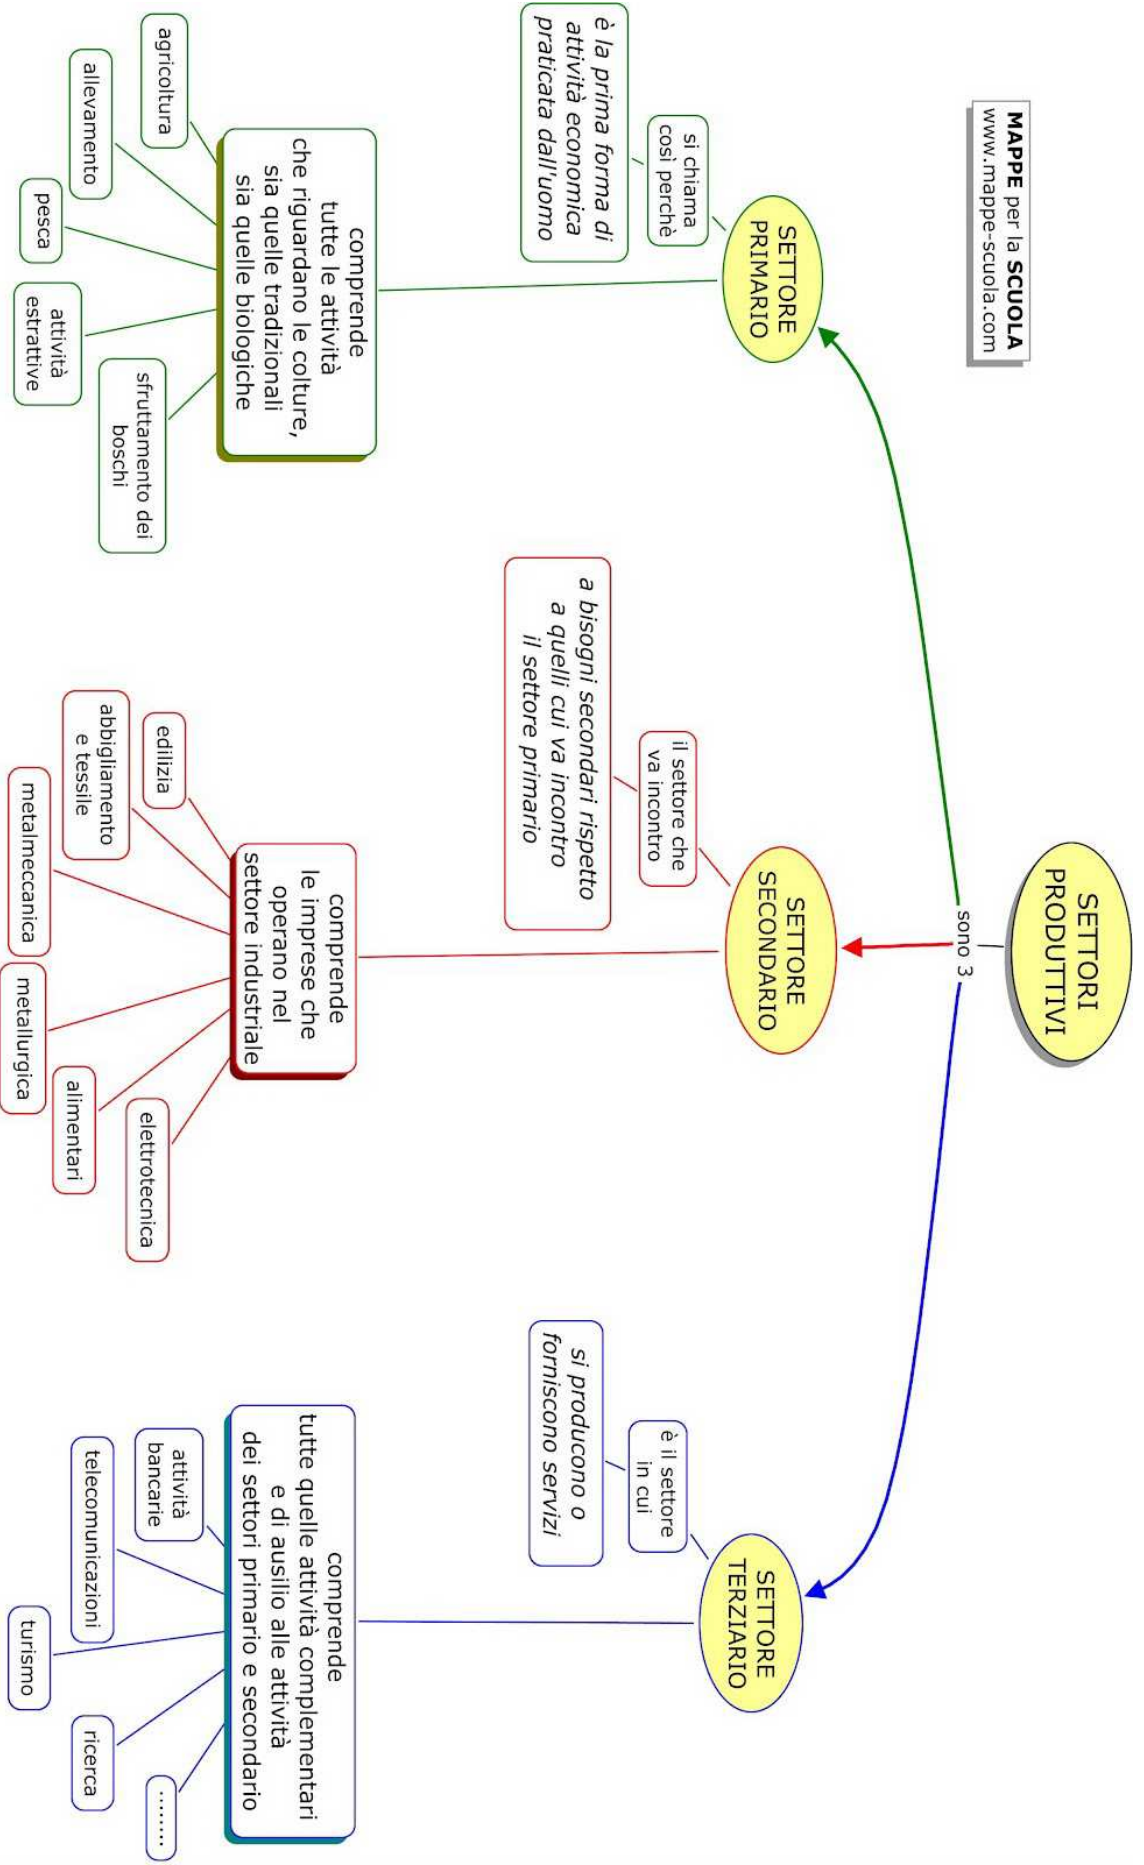 MAPPE per la SCUOLA
www.mappe-scuola.com
SETTORI
PRODUTTIVI
sono 3
SETTORE
PRIMARIO
si chiama
così perchè
è la prima forma di
attività economica
praticata dall'uomo
comprende
tutte le attività
che riguardano le colture,
sia quelle tradizionali
sia quelle biologiche
agricoltura
allevamento
pesca
attività
estrattive
sfruttamento dei
boschi
SETTORE
SECONDARIO
il settore che
va incontro
a bisogni secondari rispetto
a quelli cui va incontro
il settore primario
comprende
le imprese che
operano nel
settore industriale
edilizia
abbigliamento
e tessile
metalmeccanica
metallurgica
alimentari
elettrotecnica
SETTORE
TERZIARIO
è il settore
in cui
si producono o
forniscono servizi
comprende
tutte quelle attività complementari
e di ausilio alle attività
dei settori primario e secondario
attività
bancarie
telecomunicazioni
turismo
ricerca
........